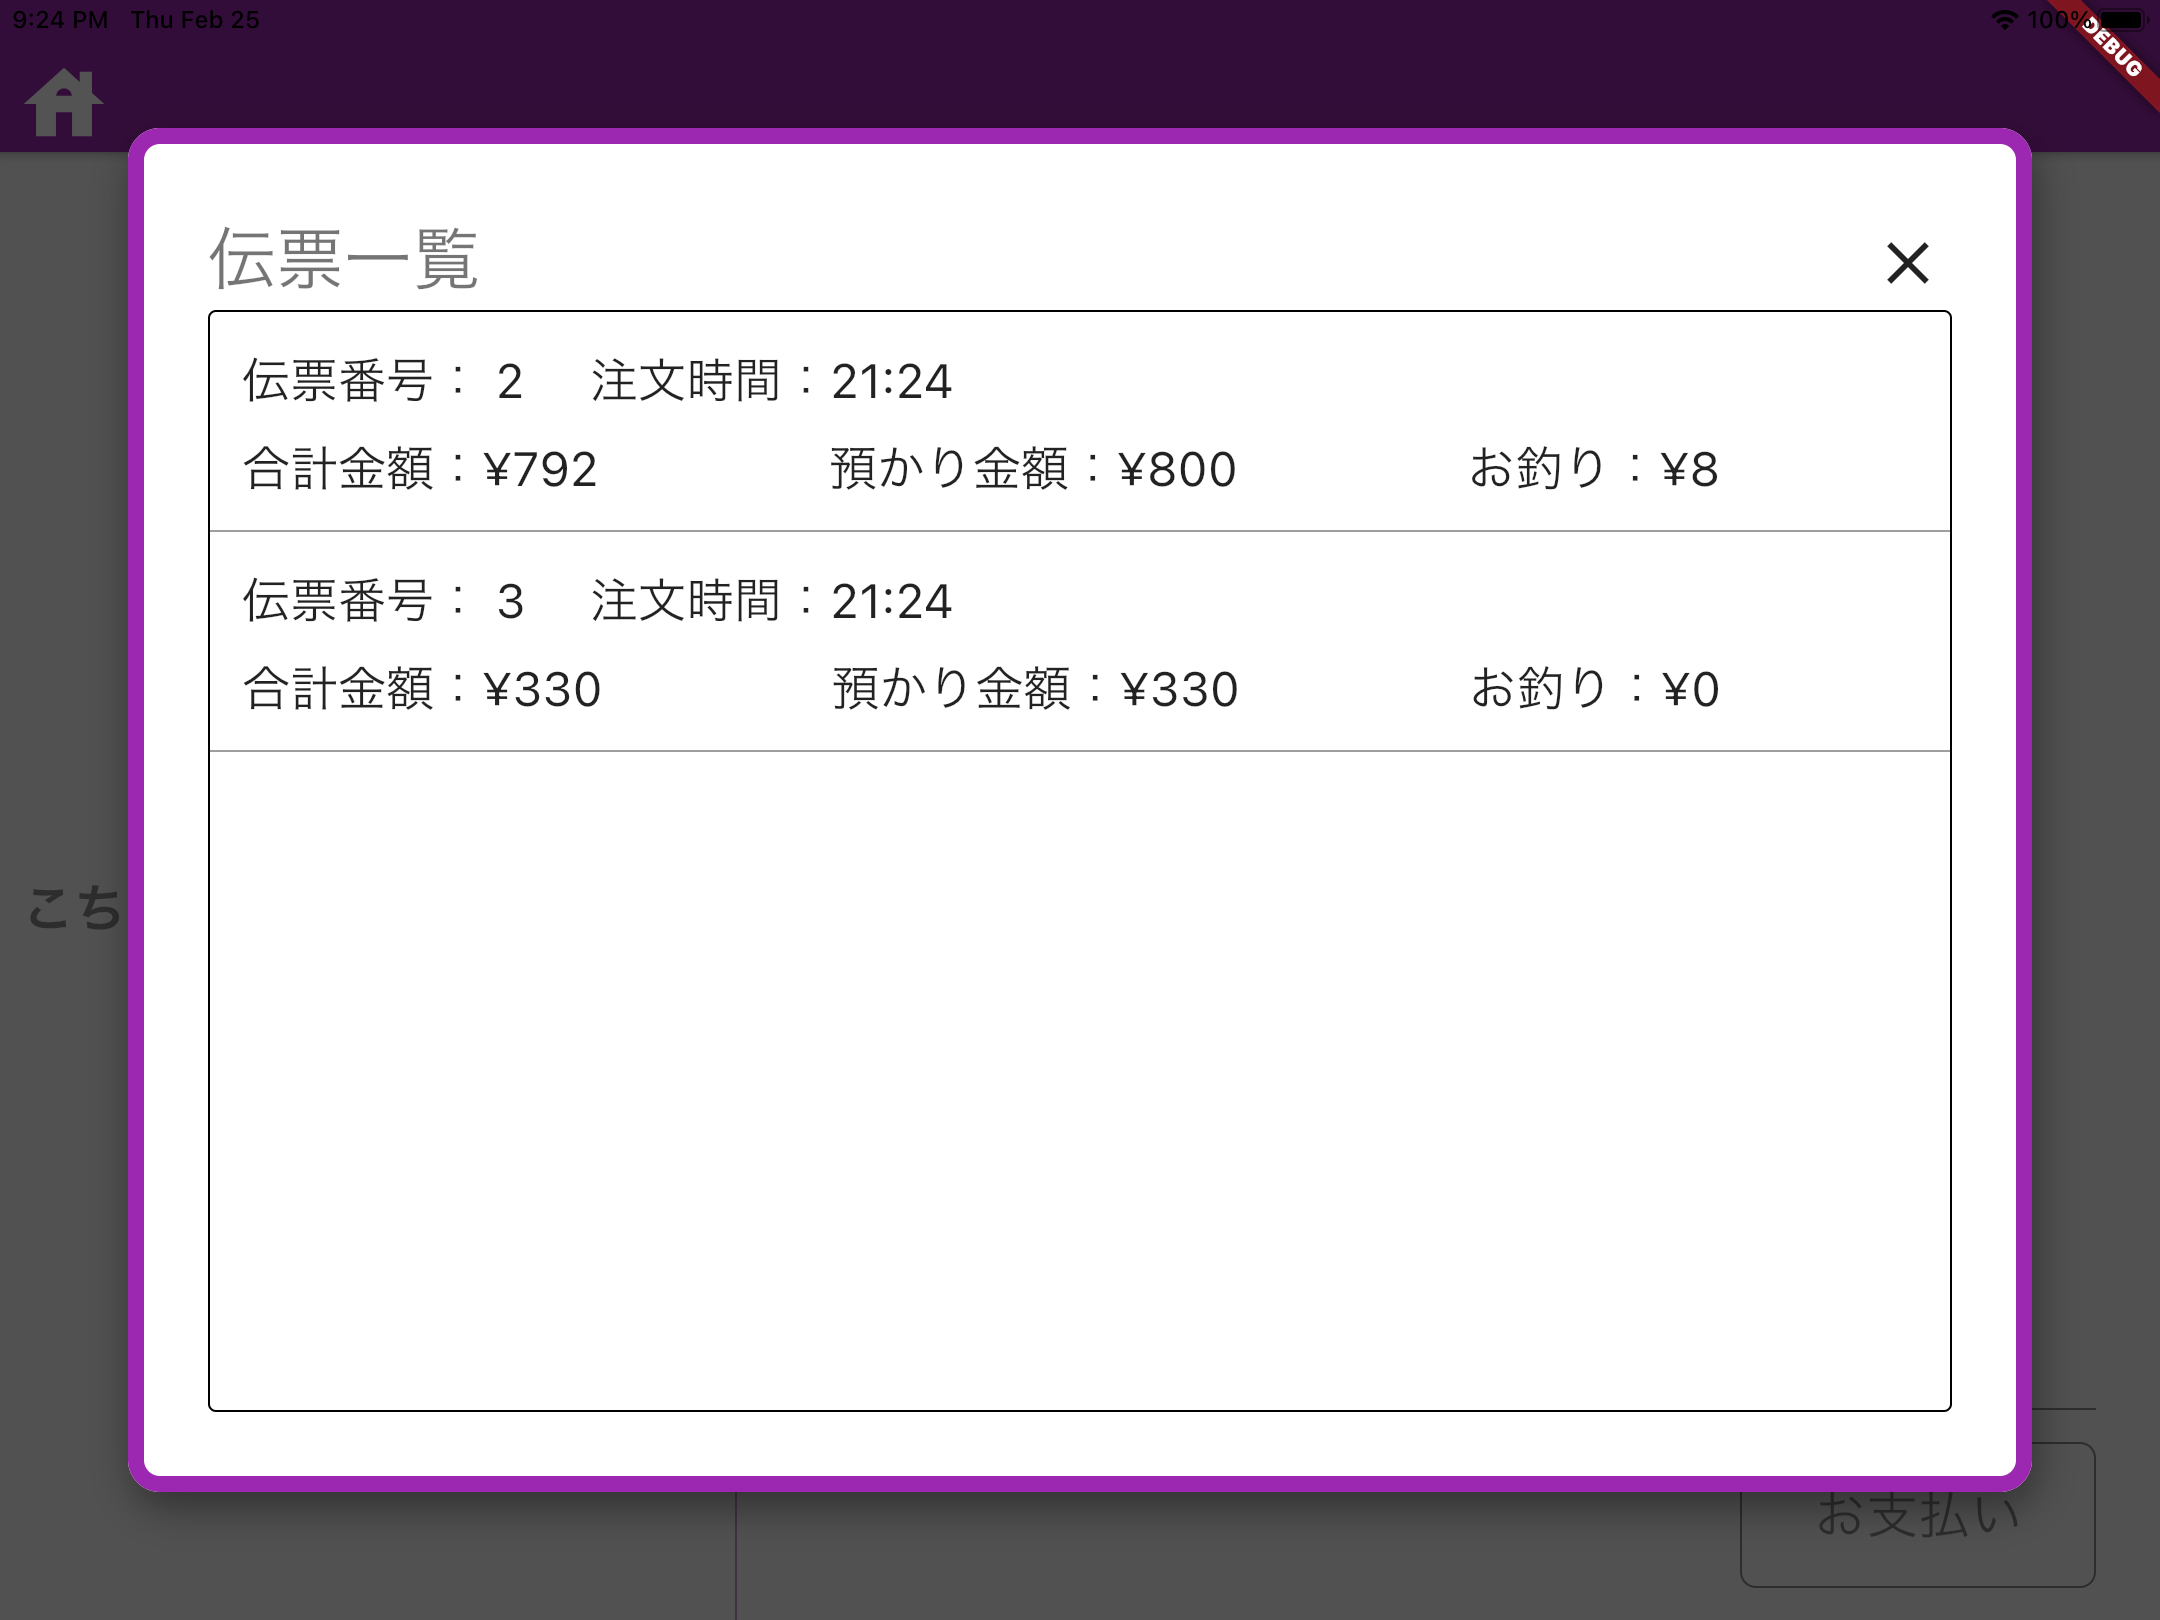 9:24 PM Thu Feb 25 100%
DEBUG
伝票一覧
伝票番号： 2 注文時間：21:24
合計金額：¥792 預かり金額：¥800 お釣り：¥8
伝票番号： 3 注文時間：21:24
合計金額：¥330 預かり金額：¥330 お釣り：¥0
こち
お支払い